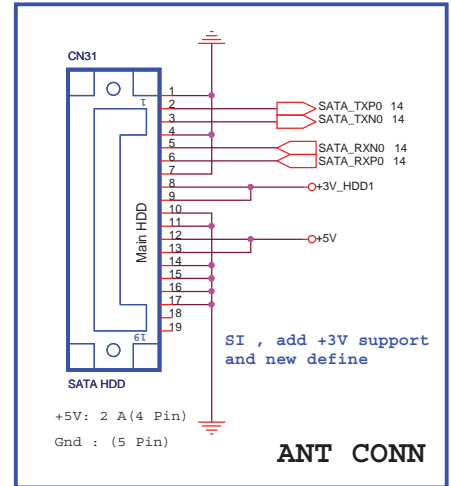 CN31
1
2
3
4
5
6
7
8
9
10
11
12
13
14
15
16
17
18
19
1
19
Main HDD
SATA_TXP0 14
SATA_TXN0 14
SATA_RXN0 14
SATA_RXP0 14
+3V_HDD1
+5V
SI , add +3V support
and new define
SATA HDD
+5V: 2 A(4 Pin)
Gnd : (5 Pin)
ANT CONN